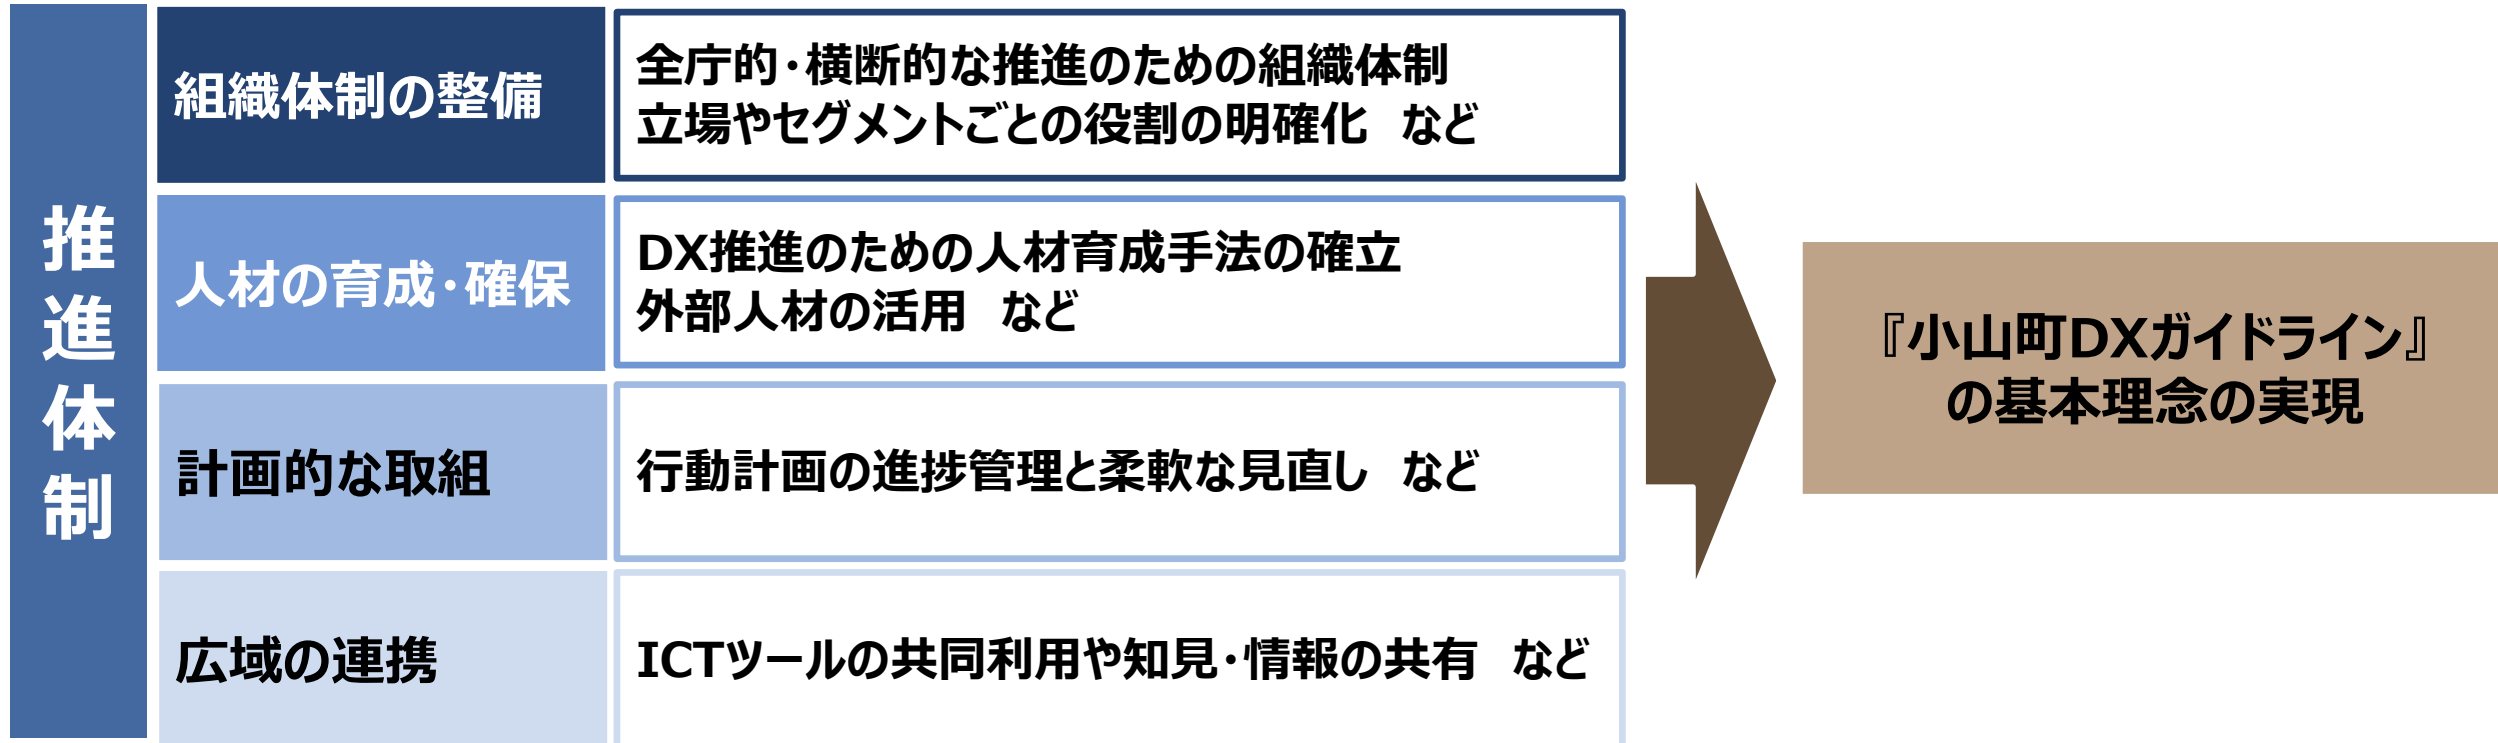 推進体制
組織体制の整備
全庁的・横断的な推進のための組織体制
立場やセグメントごとの役割の明確化　など
人材の育成・確保
DX推進のための人材育成手法の確立
外部人材の活用　など
計画的な取組
行動計画の進捗管理と柔軟な見直し　など
広域の連携
ICTツールの共同利用や人的・情報の共有　など
『小山町DXガイドライン』
の基本理念の実現